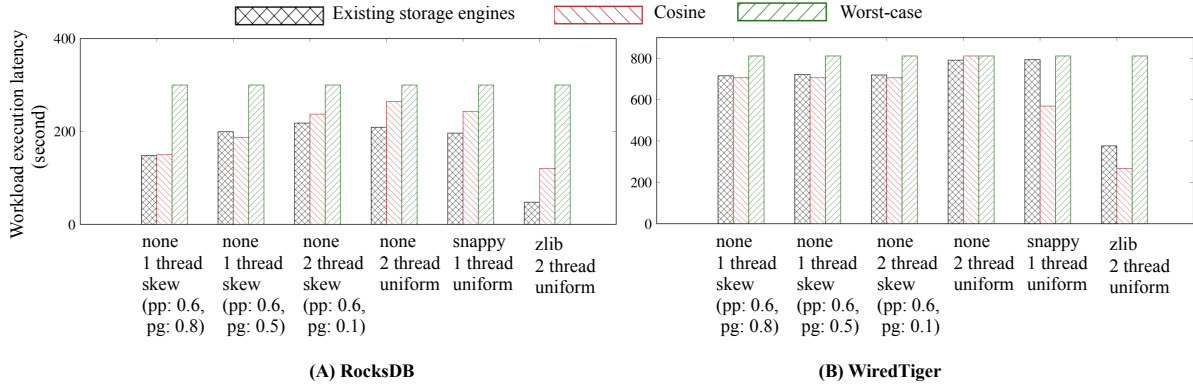 Existing storage engines Cosine Worst-case
Workload execution latency
(second)
400
200
0
none
1 thread
skew
(pp: 0.6,
pg: 0.8)
none
1 thread
skew
(pp: 0.6,
pg: 0.5)
none
2 thread
skew
(pp: 0.6,
pg: 0.1)
none
2 thread
uniform
snappy
1 thread
uniform
zlib
2 thread
uniform
(A) RocksDB
800
600
400
200
0
none
1 thread
skew
(pp: 0.6,
pg: 0.8)
none
1 thread
skew
(pp: 0.6,
pg: 0.5)
none
2 thread
skew
(pp: 0.6,
pg: 0.1)
none
2 thread
uniform
snappy
1 thread
uniform
zlib
2 thread
uniform
(B) WiredTiger